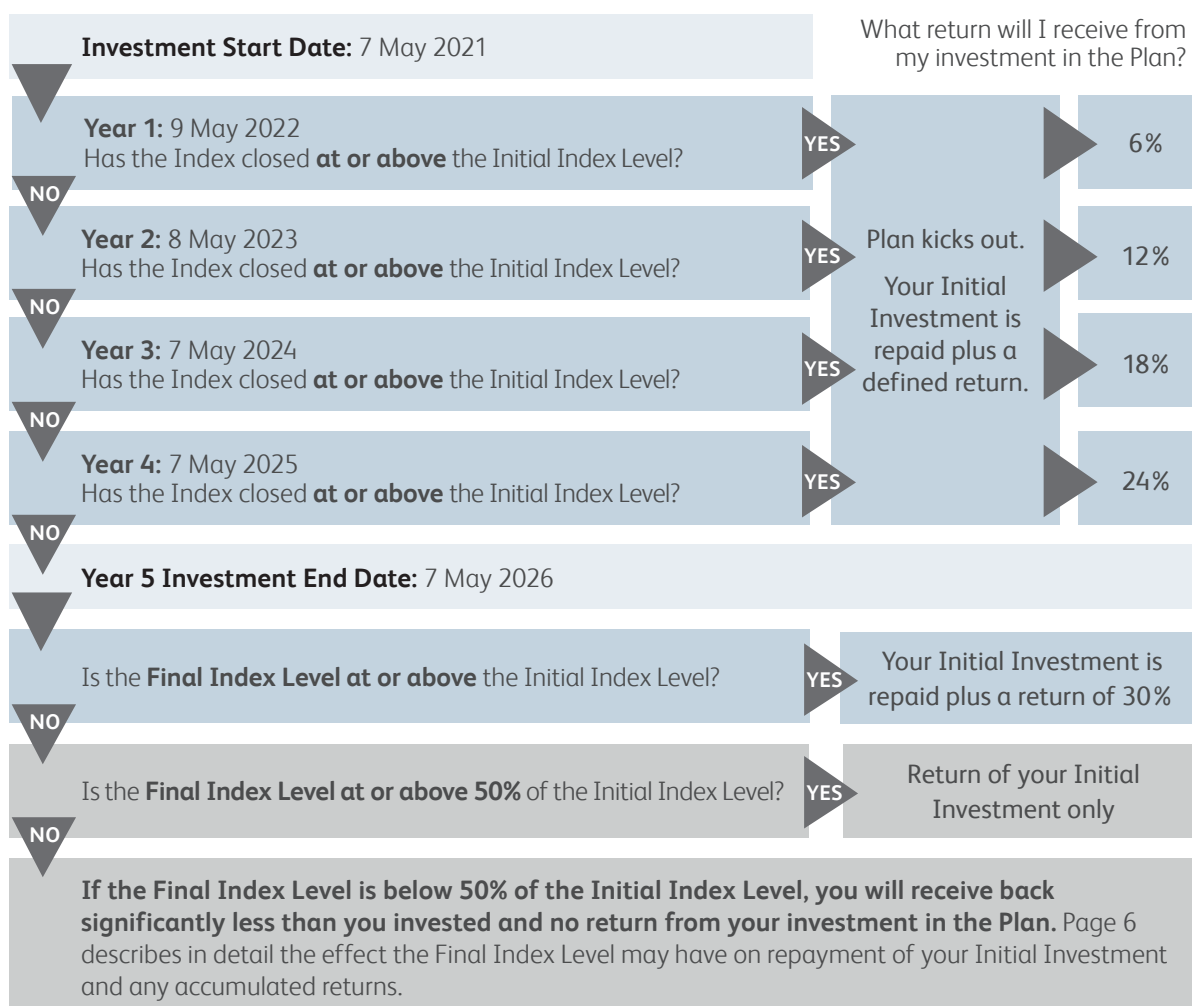 Investment Start Date: 7 May 2021
What return will I receive from
my investment in the Plan?
Year 1: 9 May 2022
Has the Index closed at or above the Initial Index Level?
YES
6%
NO
Year 2: 8 May 2023
Has the Index closed at or above the Initial Index Level?
YES
Plan kicks out.
Your Initial
Investment is
repaid plus a
defined return.
12%
NO
Year 3: 7 May 2024
Has the Index closed at or above the Initial Index Level?
YES
18%
NO
Year 4: 7 May 2025
Has the Index closed at or above the Initial Index Level?
YES
24%
NO
Year 5 Investment End Date: 7 May 2026
Is the Final Index Level at or above the Initial Index Level?
YES
Your Initial Investment is
repaid plus a return of 30%
NO
Is the Final Index Level at or above 50% of the Initial Index Level?
YES
Return of your Initial
Investment only
NO
If the Final Index Level is below 50% of the Initial Index Level, you will receive back
significantly less than you invested and no return from your investment in the Plan. Page 6
describes in detail the effect the Final Index Level may have on repayment of your Initial Investment
and any accumulated returns.